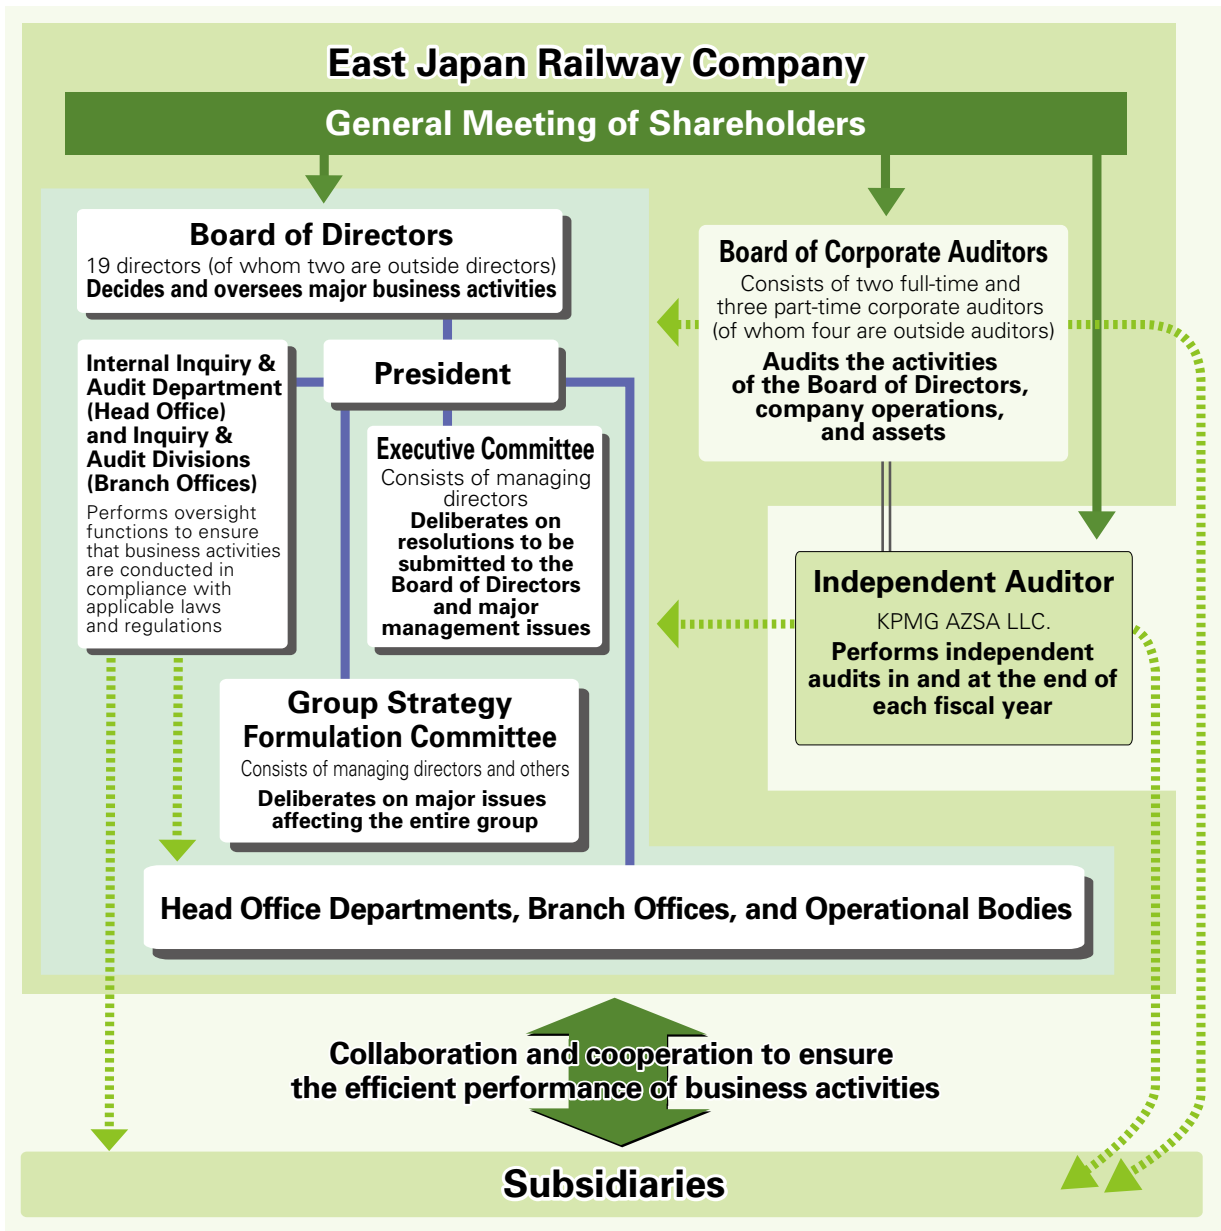 East Japan Railway Company
General Meeting of Shareholders
Board of Directors
19 directors (of whom two are outside directors)
Decides and oversees major business activities
Board of Corporate Auditors
Consists of two full-time and
three part-time corporate auditors
(of whom four are outside auditors)
Audits the activities
of the Board of Directors,
company operations,
and assets
Internal Inquiry &
Audit Department
(Head Office)
and Inquiry &
Audit Divisions
(Branch Offices)
Performs oversight
functions to ensure
that business activities
are conducted in
compliance with
applicable laws
and regulations
President
Executive Committee
Consists of managing
directors
Deliberates on
resolutions to be
submitted to the
Board of Directors
and major
management issues
Independent Auditor
KPMG AZSA LLC.
Performs independent
audits in and at the end of
each fiscal year
Group Strategy
Formulation Committee
Consists of managing directors and others
Deliberates on major issues
affecting the entire group
Head Office Departments, Branch Offices, and Operational Bodies
Collaboration and cooperation to ensure
the efficient performance of business activities
Subsidiaries